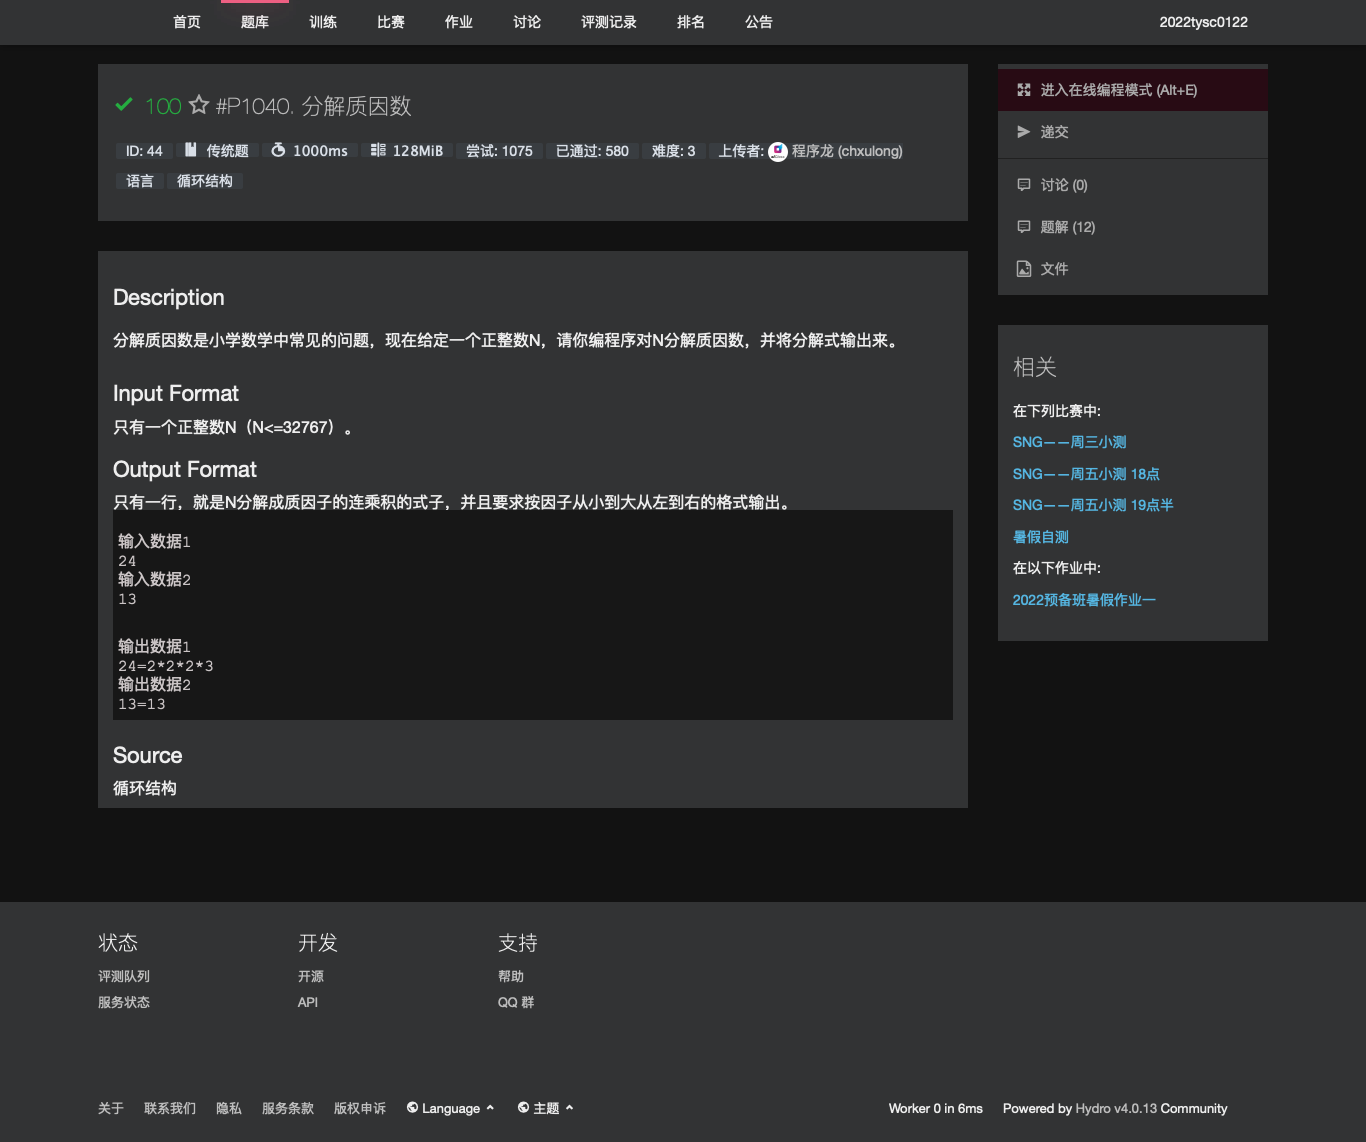 首页 题库 训练 比赛 作业 讨论 评测记录 排名 公告 2022tysc0122
100 #P1040. 分解质因数
ID: 44 传统题 1000ms 128MiB 尝试: 1075 已通过: 580 难度: 3 上传者: 程序龙 (chxulong)
语言 循环结构
Description
分解质因数是小学数学中常见的问题，现在给定一个正整数N，请你编程序对N分解质因数，并将分解式输出来。
Input Format
只有一个正整数N（N<=32767）。
Output Format
只有一行，就是N分解成质因子的连乘积的式子，并且要求按因子从小到大从左到右的格式输出。
输入数据1
24
输入数据2
13
输出数据1
24=2*2*2*3
输出数据2
13=13
Source
循环结构
进入在线编程模式 (Alt+E)
递交
讨论 (0)
题解 (12)
文件
相关
在下列比赛中:
SNG——周三小测
SNG——周五小测 18点
SNG——周五小测 19点半
暑假自测
在以下作业中:
2022预备班暑假作业一
状态
评测队列
服务状态
开发
开源
API
支持
帮助
QQ 群
关于 联系我们 隐私 服务条款 版权申诉 Language 主题 Worker 0 in 6ms Powered by Hydro v4.0.13 Community